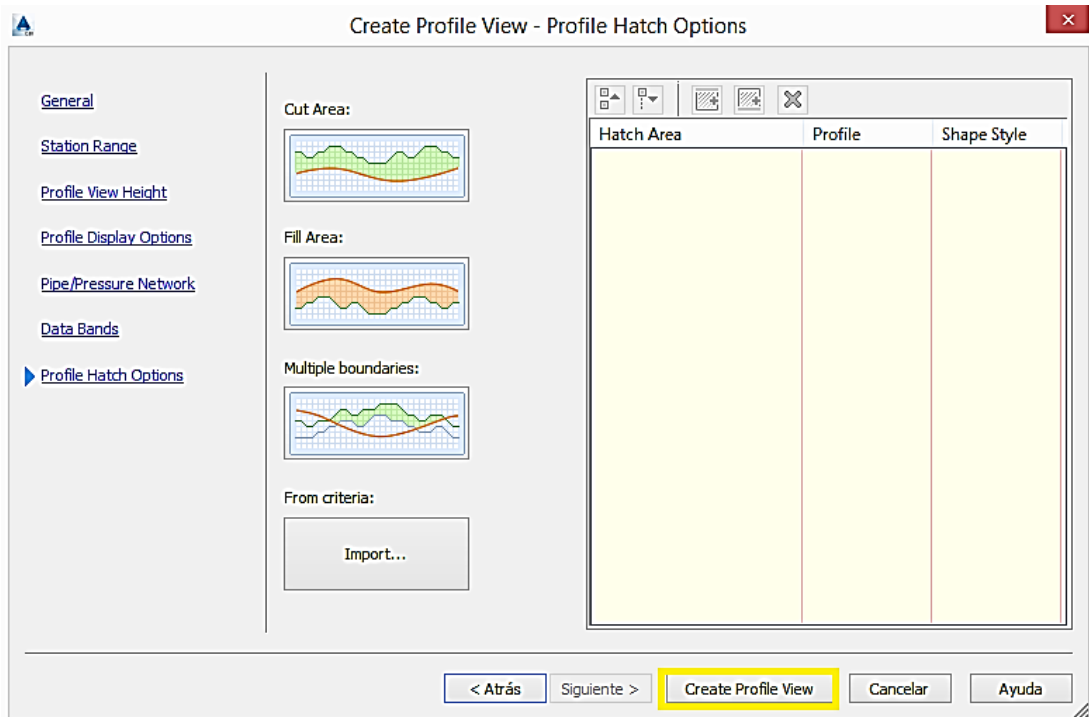 Create Profile View - Profile Hatch Options
General
Station Range
Profile View Height
Profile Display Options
Pipe/Pressure Network
Data Bands
Profile Hatch Options
Cut Area:
Fill Area:
Multiple boundaries:
From criteria:
Import...
Hatch Area Profile Shape Style
< Atrás Siguiente > Create Profile View Cancelar Ayuda